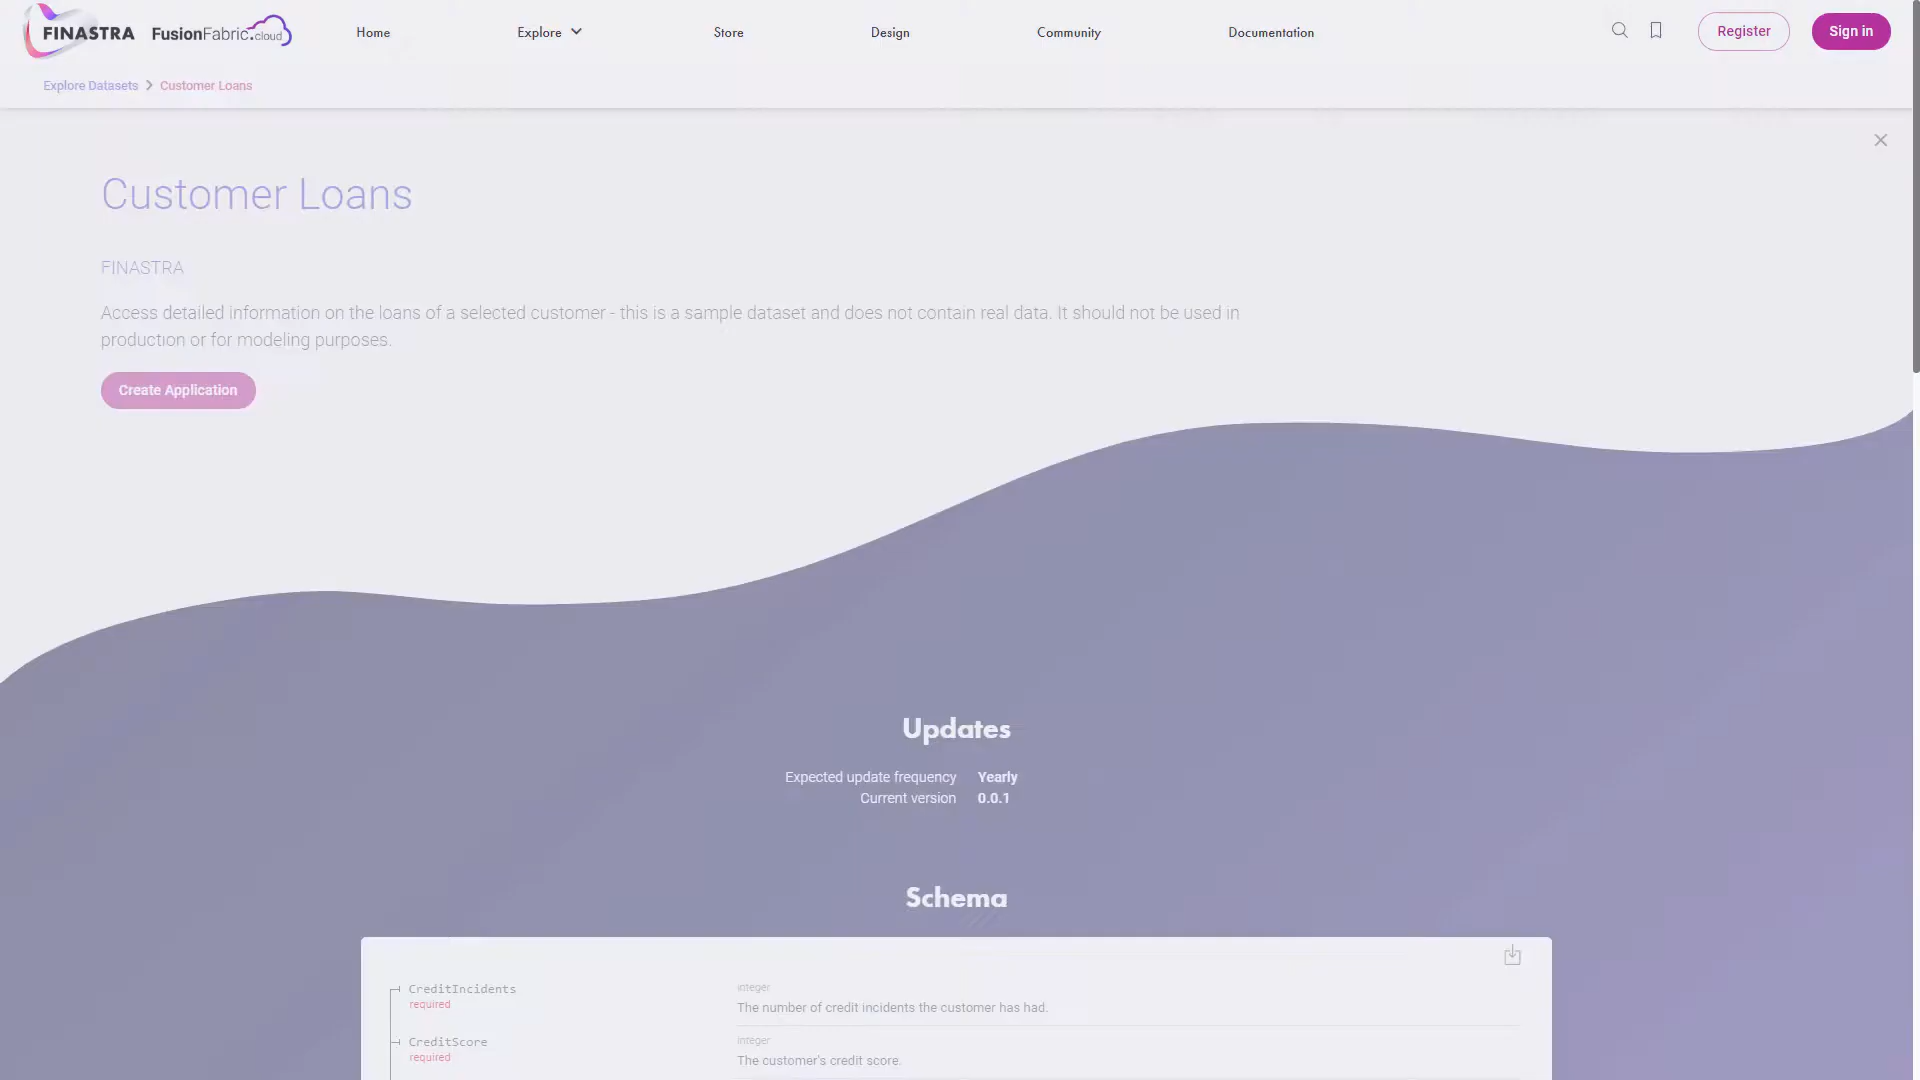 FINASTRA FusionFabric.cloud Home Explore Store Design Community Documentation Register Sign in
Explore Datasets Customer Loans
Customer Loans
FINASTRA
Access detailed information on the loans of a selected customer - this is a sample dataset and does not contain real data. It should not be used in
production or for modeling purposes.
Create Application
Updates
Expected update frequency Yearly
Current version 0.0.1
Schema
CreditIncidents integer
required
The number of credit incidents the customer has had.
CreditScore integer
required
The customer's credit score.